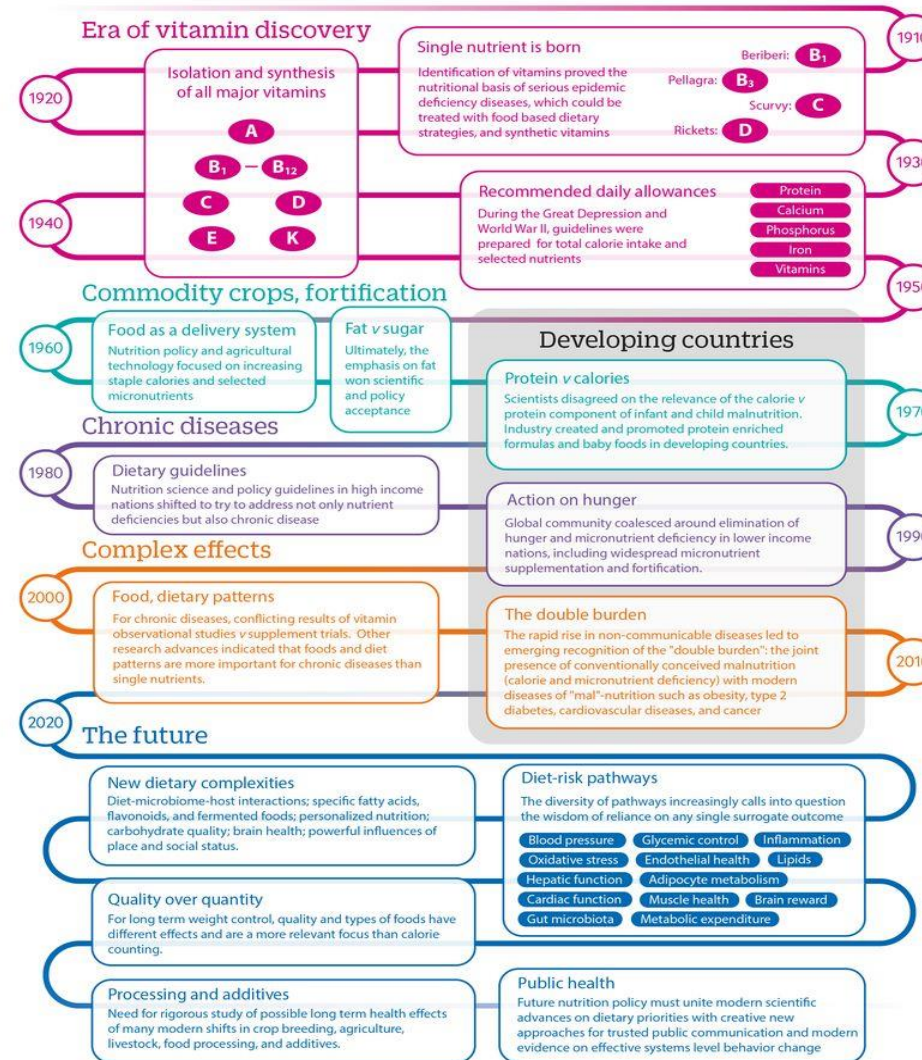 Era of vitamin discovery
1910
1920
Isolation and synthesis
of all major vitamins
A
B1 – B12
C
D
E
K
Single nutrient is born
Identification of vitamins proved the
nutritional basis of serious epidemic
deficiency diseases, which could be
treated with food based dietary
strategies, and synthetic vitamins
Beriberi: B1
Pellagra: B3
Scurvy: C
Rickets: D
1930
1940
Recommended daily allowances
During the Great Depression and
World War II, guidelines were
prepared for total calorie intake and
selected nutrients
Protein
Calcium
Phosphorus
Iron
Vitamins
1950
Commodity crops, fortification
1960
Food as a delivery system
Nutrition policy and agricultural
technology focused on increasing
staple calories and selected
micronutrients
Fat v sugar
Ultimately, the
emphasis on fat
won scientific
and policy
acceptance
Developing countries
Protein v calories
Scientists disagreed on the relevance of the calorie v
protein component of infant and child malnutrition.
Industry created and promoted protein enriched
formulas and baby foods in developing countries.
1970
Chronic diseases
1980
Dietary guidelines
Nutrition science and policy guidelines in high income
nations shifted to try to address not only nutrient
deficiencies but also chronic disease
Action on hunger
Global community coalesced around elimination of
hunger and micronutrient deficiency in lower income
nations, including widespread micronutrient
supplementation and fortification.
1990
Complex effects
2000
Food, dietary patterns
For chronic diseases, conflicting results of vitamin
observational studies v supplement trials. Other
research advances indicated that foods and diet
patterns are more important for chronic diseases than
single nutrients.
The double burden
The rapid rise in non-communicable diseases led to
emerging recognition of the "double burden": the joint
presence of conventionally conceived malnutrition
(calorie and micronutrient deficiency) with modern
diseases of "mal"-nutrition such as obesity, type 2
diabetes, cardiovascular diseases, and cancer
2010
2020
The future
New dietary complexities
Diet-microbiome-host interactions; specific fatty acids,
flavonoids, and fermented foods; personalized nutrition;
carbohydrate quality; brain health; powerful influences of
place and social status.
Diet-risk pathways
The diversity of pathways increasingly calls into question
the wisdom of reliance on any single surrogate outcome
Blood pressure Glycemic control Inflammation
Oxidative stress Endothelial health Lipids
Hepatic function Adipocyte metabolism
Cardiac function Muscle health Brain reward
Gut microbiota Metabolic expenditure
Quality over quantity
For long term weight control, quality and types of foods have
different effects and are a more relevant focus than calorie
counting.
Processing and additives
Need for rigorous study of possible long term health effects
of many modern shifts in crop breeding, agriculture,
livestock, food processing, and additives.
Public health
Future nutrition policy must unite modern scientific
advances on dietary priorities with creative new
approaches for trusted public communication and modern
evidence on effective systems level behavior change